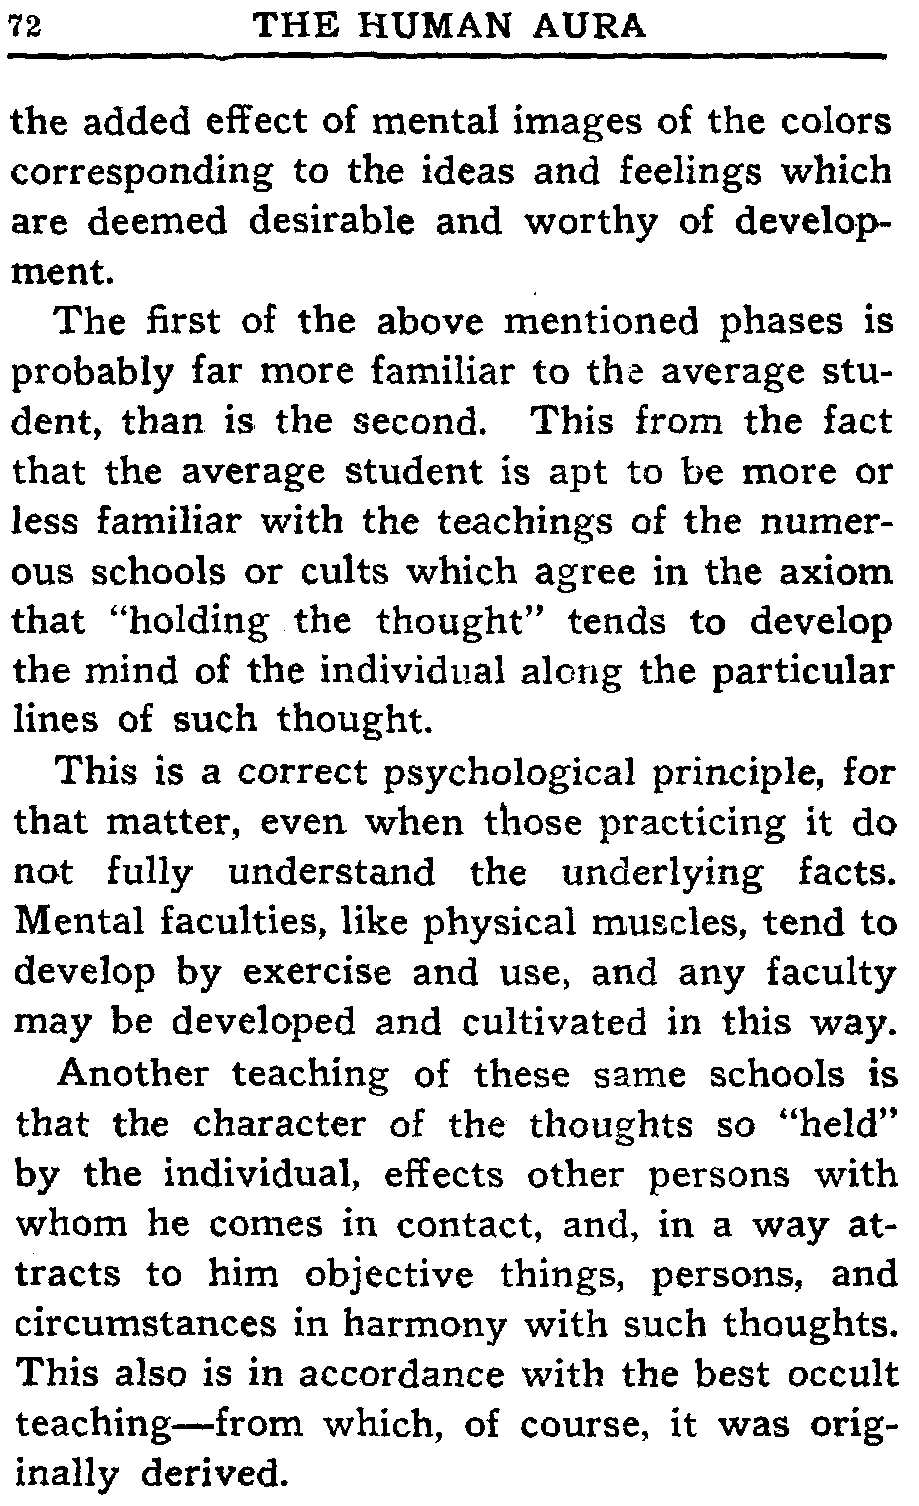 72 THE HUMAN AURA
the added effect of mental images of the colors
corresponding to the ideas and feelings which
are deemed desirable and worthy of develop-
ment.
The first of the above mentioned phases is
probably far more familiar to the average stu-
dent, than is the second. This from the fact
that the average student is apt to be more or
less familiar with the teachings of the numer-
ous schools or cults which agree in the axiom
that “holding the thought” tends to develop
the mind of the individual along the particular
lines of such thought.
This is a correct psychological principle, for
that matter, even when those practicing it do
not fully understand the underlying facts.
Mental faculties, like physical muscles, tend to
develop by exercise and use, and any faculty
may be developed and cultivated in this way.
Another teaching of these same schools is
that the character of the thoughts so “held”
by the individual, effects other persons with
whom he comes in contact, and, in a way at-
tracts to him objective things, persons, and
circumstances in harmony with such thoughts.
This also is in accordance with the best occult
teaching—from which, of course, it was orig-
inally derived.